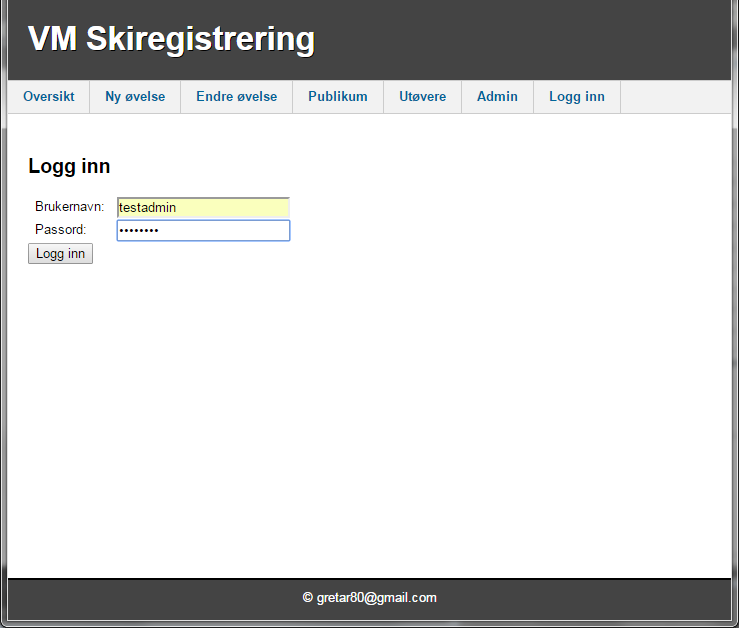 VM Skiregistrering
Oversikt Ny øvelse Endre øvelse Publikum Utøvere Admin Logg inn
Logg inn
Brukernavn: testadmin
Passord: ••••••••
Logg inn
© gretar80@gmail.com